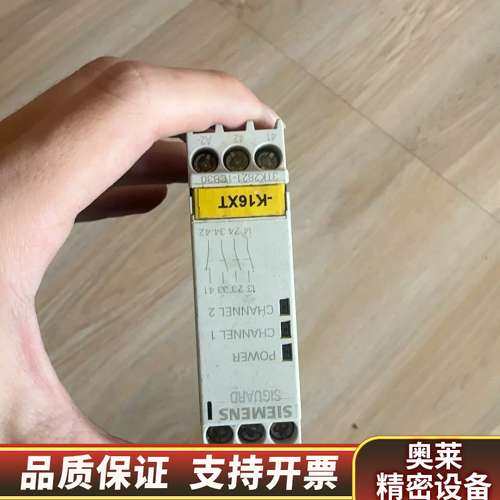 A2 42 41
3TK2821-1CB30
-K16XT
14 24 34 42
13 23 33 41
CHANNEL 2
CHANNEL 1
POWER
SIGUARD
SIEMENS
品质保证 支持开票
奥莱
精密设备